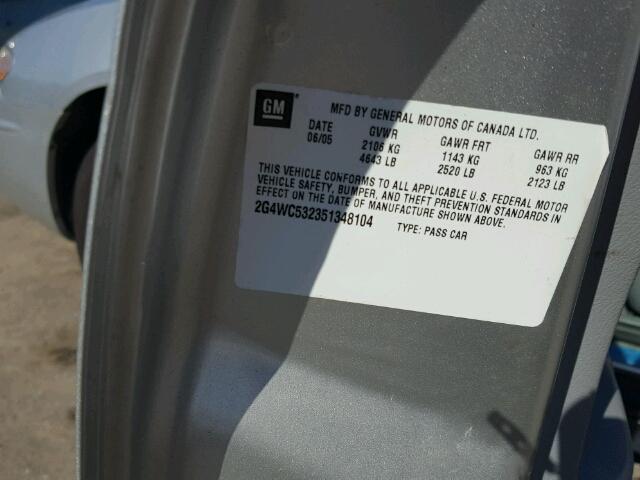 GM
MFD BY GENERAL MOTORS OF CANADA LTD.
DATE GVWR GAWR FRT GAWR RR
06/05 2106 KG 1143 KG 963 KG
4643 LB 2520 LB 2123 LB
THIS VEHICLE CONFORMS TO ALL APPLICABLE U.S. FEDERAL MOTOR
VEHICLE SAFETY, BUMPER, AND THEFT PREVENTION STANDARDS IN
EFFECT ON THE DATE OF MANUFACTURE SHOWN ABOVE.
2G4WC532351348104 TYPE: PASS CAR